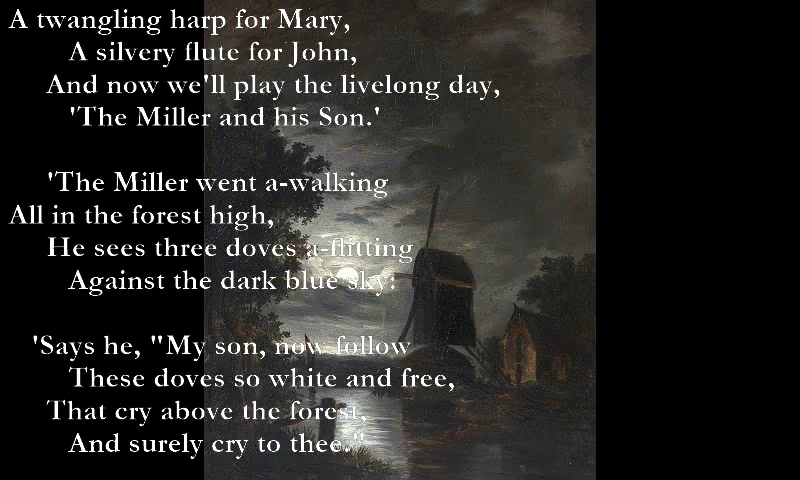 A twangling harp for Mary,
A silvery flute for John,
And now we'll play the livelong day,
'The Miller and his Son.'
'The Miller went a-walking
All in the forest high,
He sees three doves a-flitting
Against the dark blue sky:
'Says he, "My son, now follow
These doves so white and free,
That cry above the forest,
And surely cry to thee."